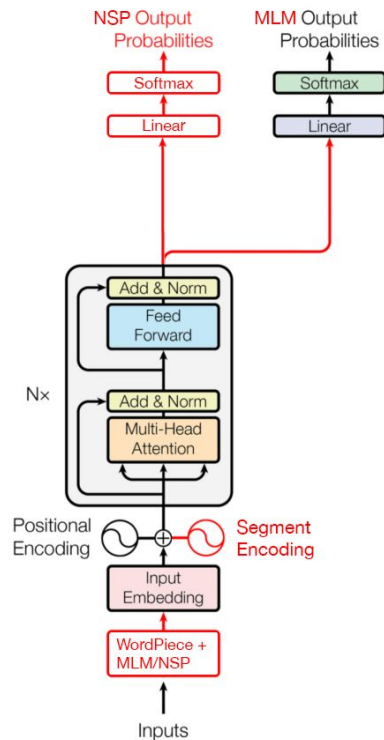 NSP Output
Probabilities
MLM Output
Probabilities
Softmax
Softmax
Linear
Linear
Add & Norm
Feed
Forward
N×
Add & Norm
Multi-Head
Attention
Positional
Encoding
Segment
Encoding
Input
Embedding
WordPiece +
MLM/NSP
Inputs